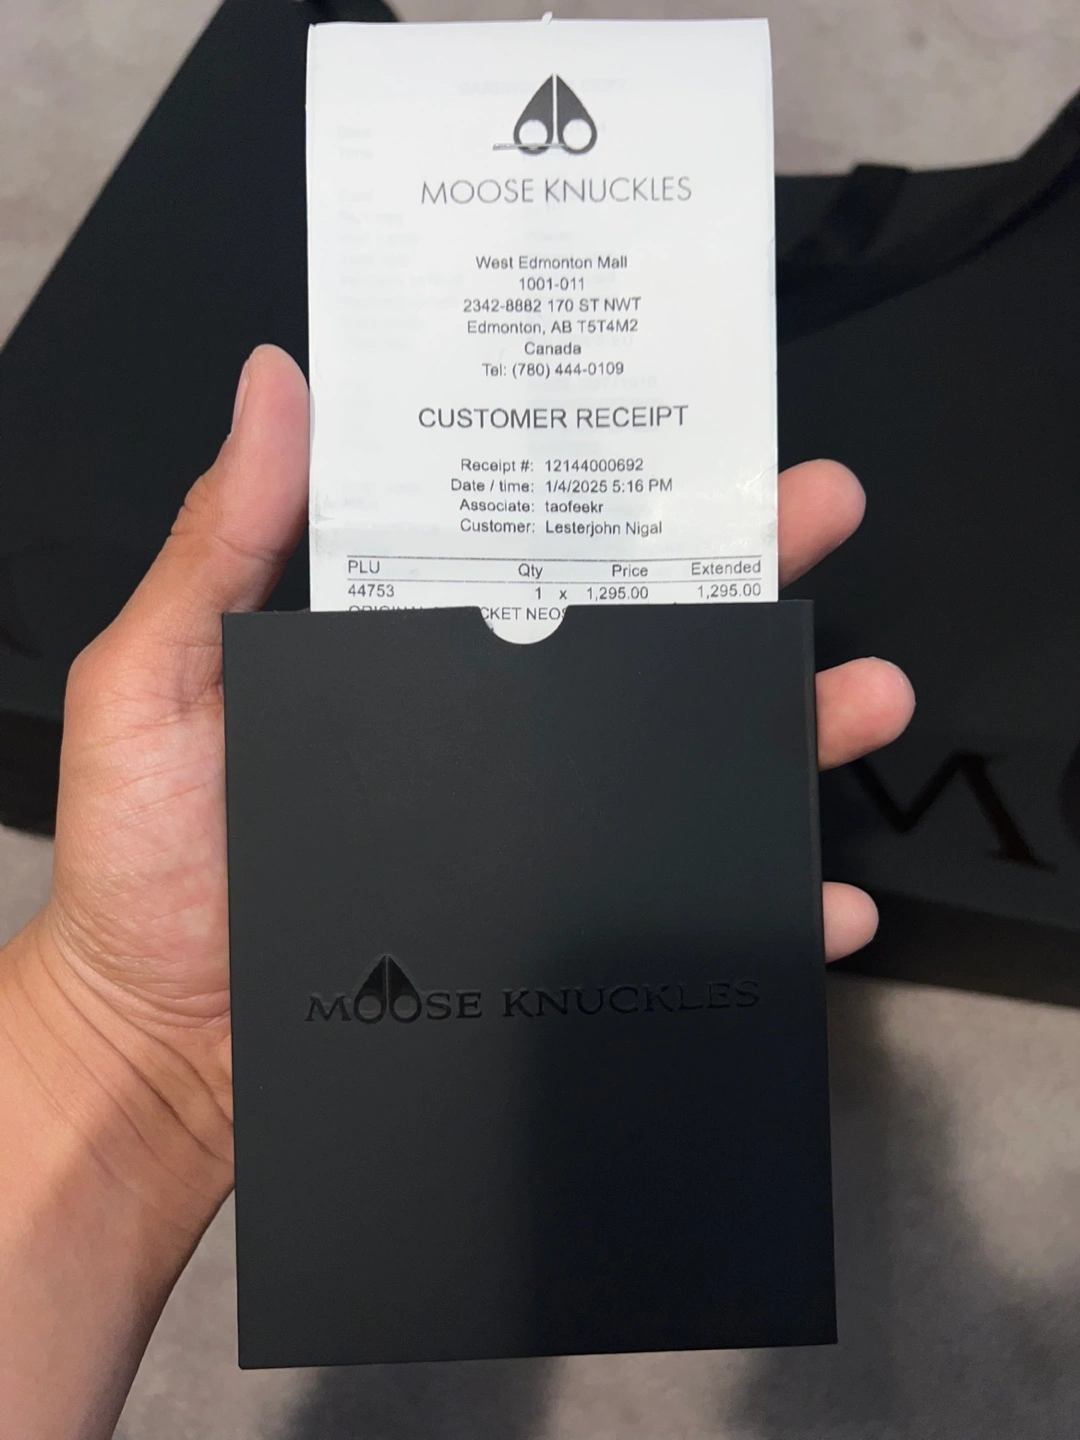 MOOSE KNUCKLES
West Edmonton Mall
1001-011
2342-8882 170 ST NWT
Edmonton, AB T5T4M2
Canada
Tel: (780) 444-0109
CUSTOMER RECEIPT
Receipt #: 12144000692
Date / time: 1/4/2025 5:16 PM
Associate: taofeekr
Customer: Lesterjohn Nigal
PLU Qty Price Extended
44753 1 x 1,295.00 1,295.00
MOOSE KNUCKLES
MO